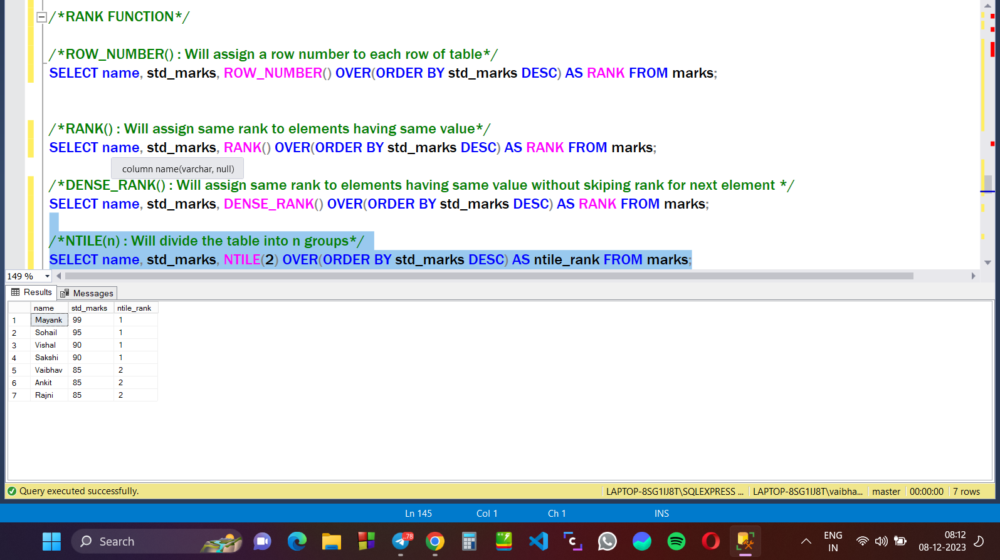 /*RANK FUNCTION*/
/*ROW_NUMBER() : Will assign a row number to each row of table*/
SELECT name, std_marks, ROW_NUMBER() OVER(ORDER BY std_marks DESC) AS RANK FROM marks;
/*RANK() : Will assign same rank to elements having same value*/
SELECT name, std_marks, RANK() OVER(ORDER BY std_marks DESC) AS RANK FROM marks;
column name(varchar, null)
/*DENSE_RANK() : Will assign same rank to elements having same value without skiping rank for next element */
SELECT name, std_marks, DENSE_RANK() OVER(ORDER BY std_marks DESC) AS RANK FROM marks;
/*NTILE(n) : Will divide the table into n groups*/
SELECT name, std_marks, NTILE(2) OVER(ORDER BY std_marks DESC) AS ntile_rank FROM marks;
149 %
Results Messages
name std_marks ntile_rank
1 Mayank 99 1
2 Sohail 95 1
3 Vishal 90 1
4 Sakshi 90 1
5 Vaibhav 85 2
6 Ankit 85 2
7 Rajni 85 2
Query executed successfully. LAPTOP-8SG1IJ8T\SQLEXPRESS ... LAPTOP-8SG1IJ8T\vaibha... master 00:00:00 7 rows
Ln 145 Col 1 Ch 1 INS
Search ..78 C ENG IN 08:12 08-12-2023